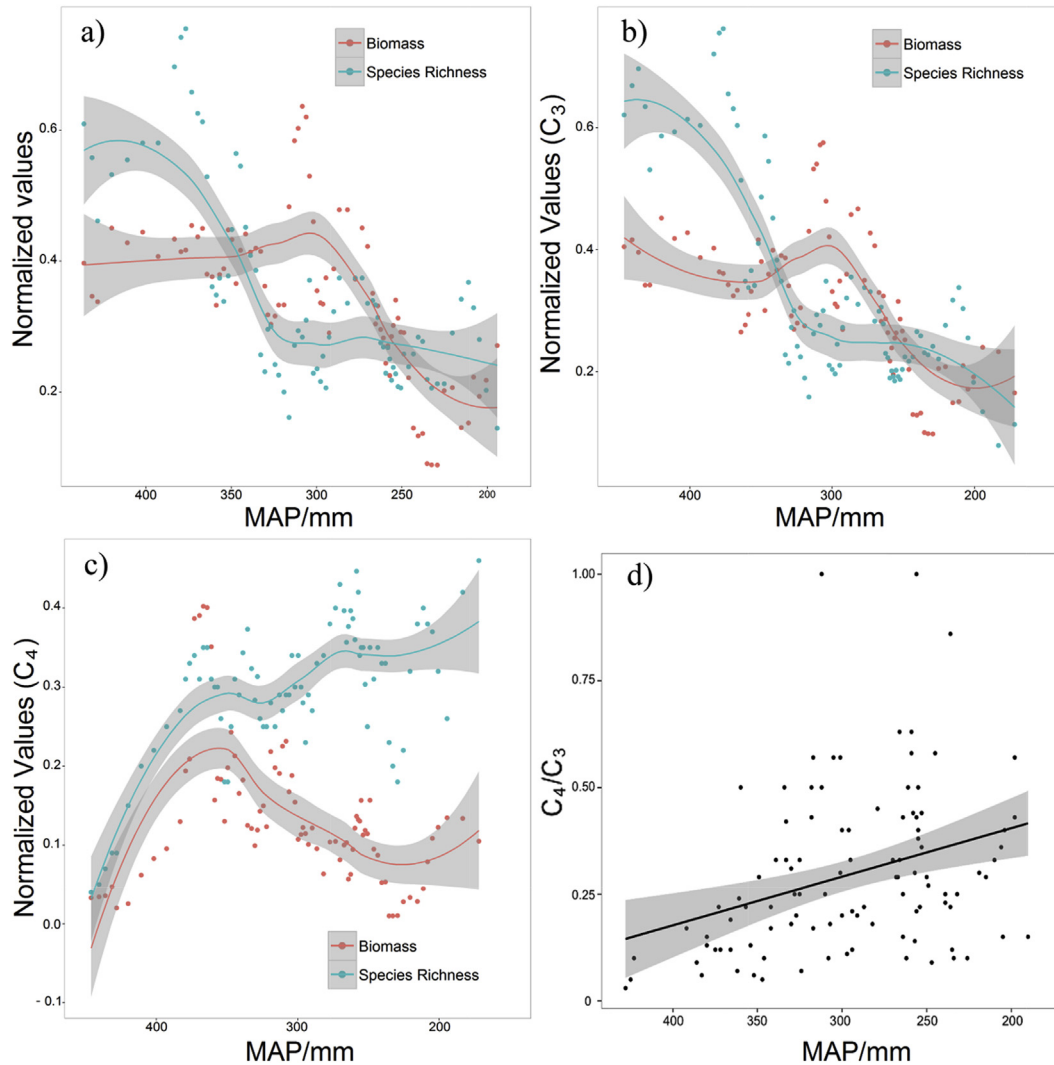 a)
Biomass
Species Richness
Normalized values
0.6
0.4
0.2
400 350 300 250 200
MAP/mm
b)
Biomass
Species Richness
Normalized Values (C₃)
0.6
0.4
0.2
400 300 200
MAP/mm
c)
Normalized Values (C₄)
0.4
0.3
0.2
0.1
0.0
- 0.1
Biomass
Species Richness
400 300 200
MAP/mm
d)
C₄/C₃
1.00
0.75
0.50
0.25
0
400 350 300 250 200
MAP/mm